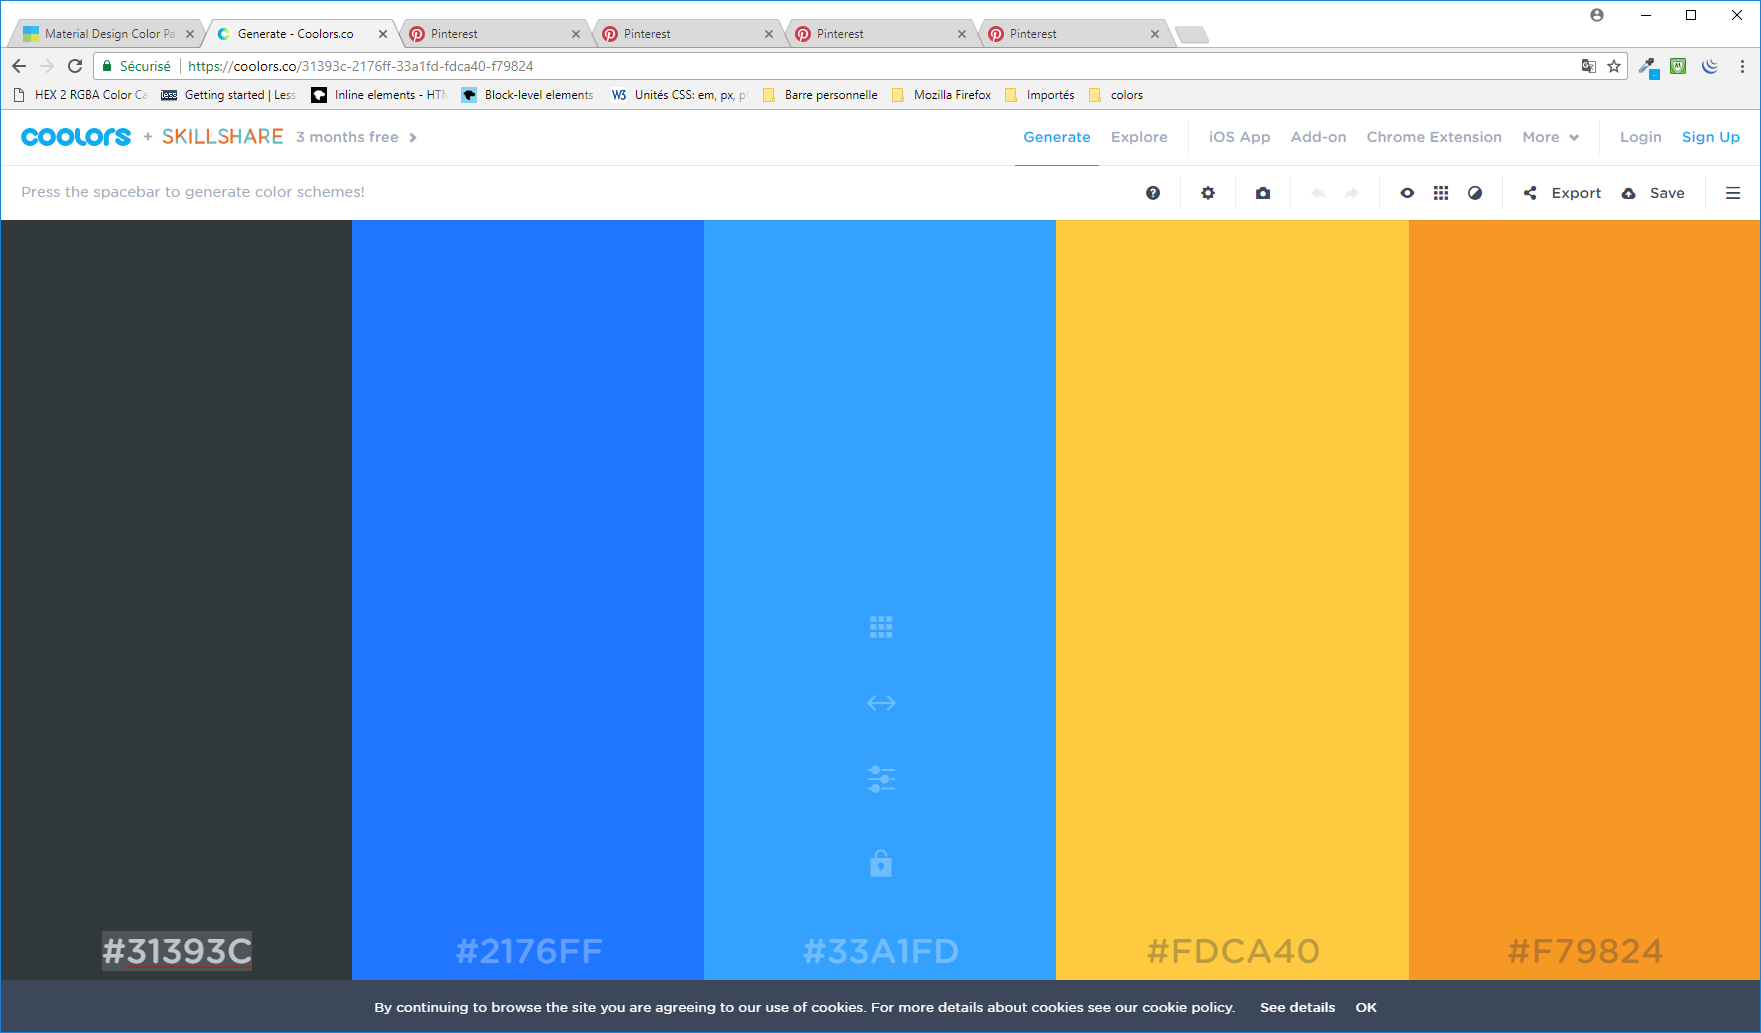 Material Design Color Pa
Generate - Coolors.co
Pinterest
Pinterest
Pinterest
Pinterest
Sécurisé
https://coolors.co/31393c-2176ff-33a1fd-fdca40-f79824
HEX 2 RGBA Color Ca
less
Getting started | Less
Inline elements - HTM
Block-level elements
W3
Unités CSS: em, px, p
Barre personnelle
Mozilla Firefox
Importés
colors
coolors + SKILLSHARE 3 months free
Generate
Explore
iOS App
Add-on
Chrome Extension
More
Login
Sign Up
Press the spacebar to generate color schemes!
Export
Save
#31393C
#2176FF
#33A1FD
#FDCA40
#F79824
By continuing to browse the site you are agreeing to our use of cookies. For more details about cookies see our cookie policy.
See details
OK